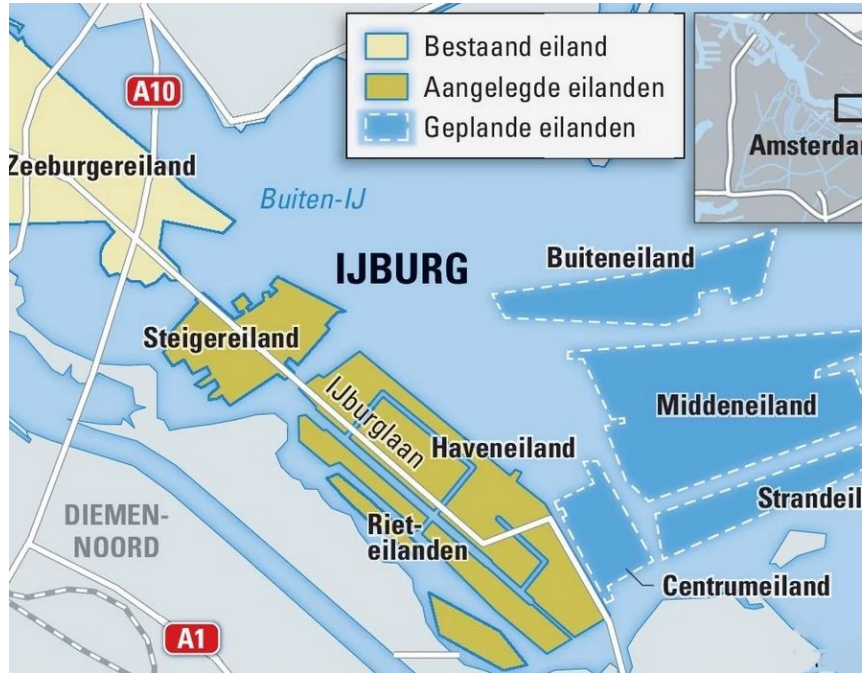 Bestaand eiland
Aangelegde eilanden
Geplande eilanden
A10
Zeeburgereiland
Amsterda
Buiten-IJ
IJBURG
Buiteneiland
Steigereiland
IJburglaan
Middeneiland
Haveneiland
Strandeil
DIEMEN-
NOORD
Riet-
eilanden
Centrumeiland
A1